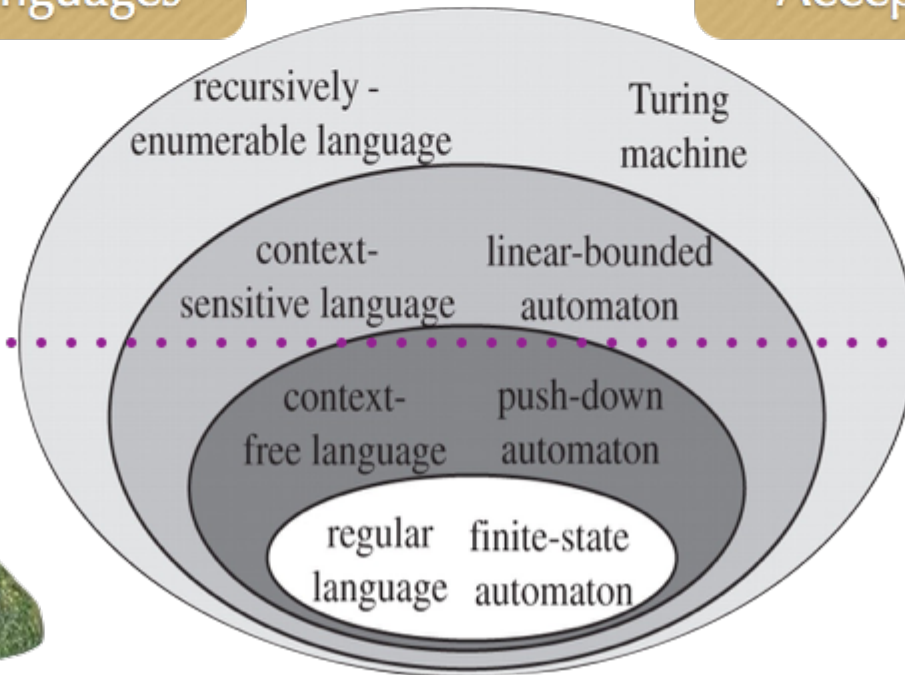 recursively -
enumerable language
Turing
machine
context-
sensitive language
linear-bounded
automaton
context-
free language
push-down
automaton
regular
language
finite-state
automaton